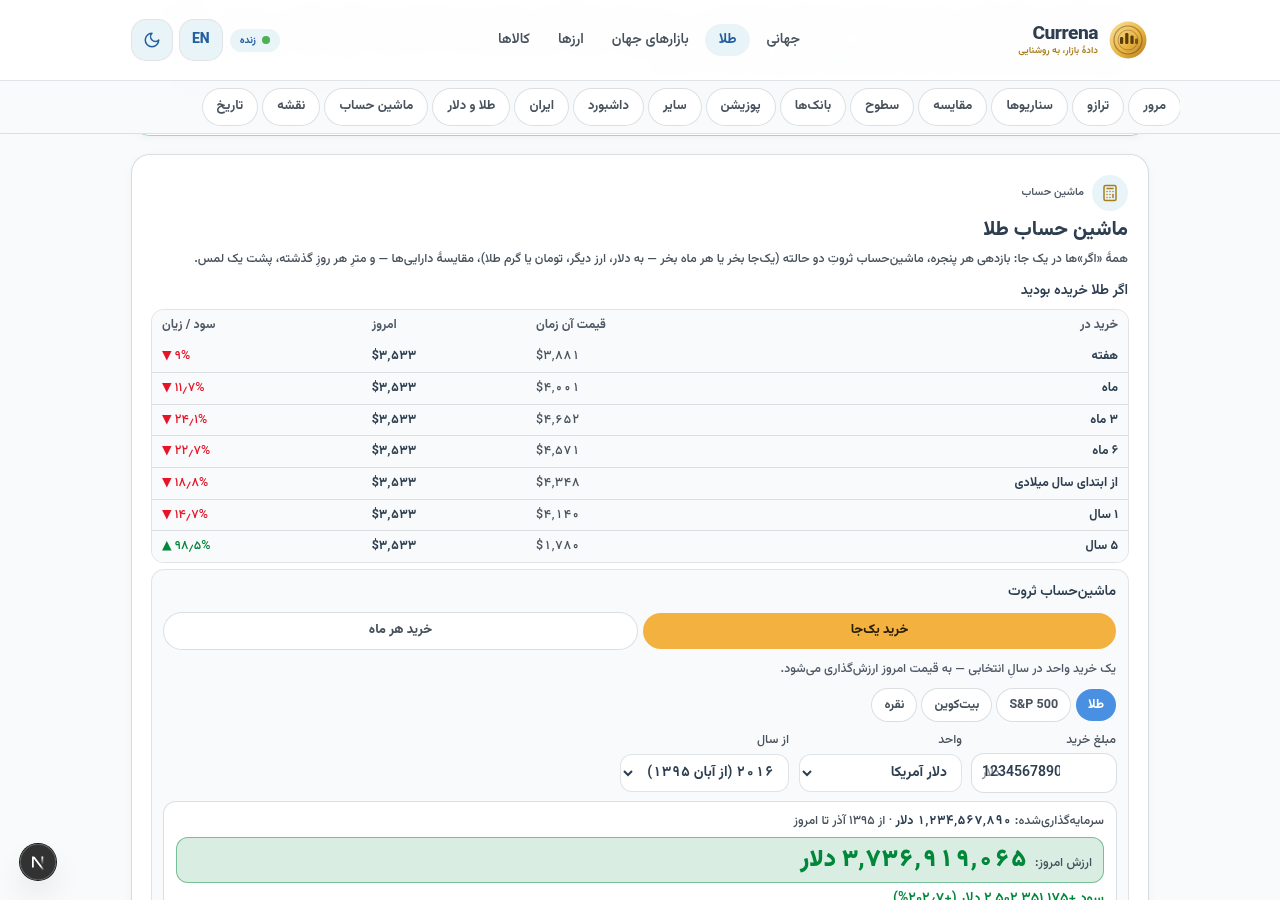 Currena
دادهٔ بازار، به روشنایی
جهانی
طلا
بازارهای جهان
ارزها
کالاها
زنده
EN
مرور
ترازو
سناریوها
مقایسه
سطوح
بانک‌ها
پوزیشن
سایر
داشبورد
ایران
طلا و دلار
ماشین حساب
نقشه
تاریخ
ماشین حساب
ماشین حساب طلا
همهٔ «اگر»ها در یک جا: بازدهی هر پنجره، ماشین‌حساب ثروتِ دو حالته (یک‌جا بخر یا هر ماه بخر — به دلار، ارز دیگر، تومان یا گرم طلا)، مقایسهٔ دارایی‌ها — و مترِ هر روزِ گذشته، پشت یک لمس.
اگر طلا خریده بودید
خرید در قیمت آن زمان امروز سود / زیان
هفته $۳,۸۸۱ $۳,۵۳۳ ▼۹%
ماه $۴,۰۰۱ $۳,۵۳۳ ▼۱۱٫۷%
۳ ماه $۴,۶۵۲ $۳,۵۳۳ ▼۲۴٫۱%
۶ ماه $۴,۵۷۱ $۳,۵۳۳ ▼۲۲٫۷%
از ابتدای سال میلادی $۴,۳۴۸ $۳,۵۳۳ ▼۱۸٫۸%
۱ سال $۴,۱۴۰ $۳,۵۳۳ ▼۱۴٫۷%
۵ سال $۱,۷۸۰ $۳,۵۳۳ ▲۹۸٫۵%
ماشین‌حساب ثروت
خرید یک‌جا
خرید هر ماه
یک خرید واحد در سالِ انتخابی — به قیمت امروز ارزش‌گذاری می‌شود.
طلا
S&P 500
بیت‌کوین
نقره
مبلغ خرید واحد از سال
1234567890 دلار آمریکا ۲۰۱۶ (از آبان ۱۳۹۵)
سرمایه‌گذاری‌شده: ۱,۲۳۴,۵۶۷,۸۹۰ دلار · از ۱۳۹۵ آذر تا امروز
ارزش امروز: ۳,۷۳۶,۹۱۹,۰۶۵ دلار
سود +۲,۵۰۲,۳۵۱,۱۷۵ دلار (+۲۰۲٫۷%)